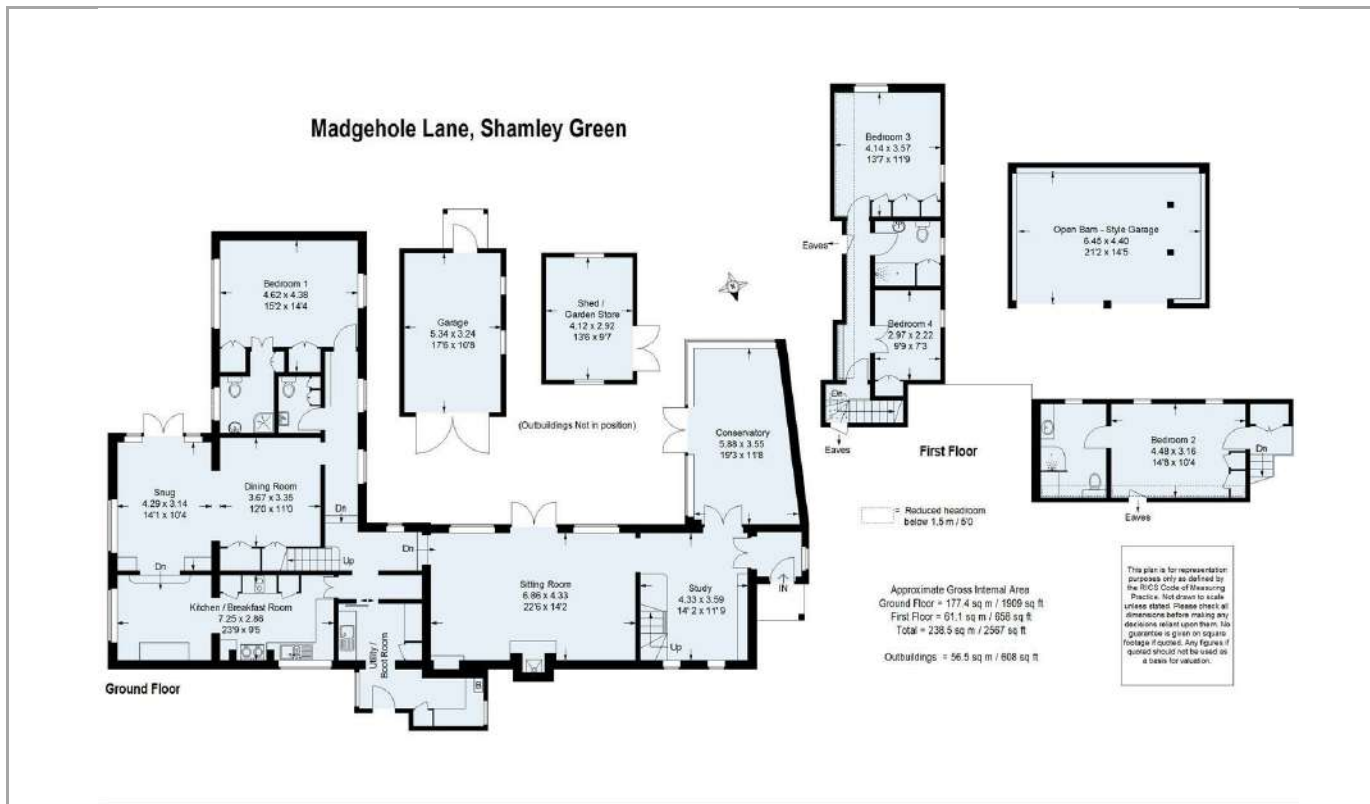 Madgehole Lane, Shamley Green
Bedroom 1
4.62 x 4.38
15'2 x 14'4
Garage
5.34 x 3.24
17'6 x 10'8
Shed /
Garden Store
4.12 x 2.92
13'6 x 9'7
(Outbuildings Not in position)
Snug
4.29 x 3.14
14'1 x 10'4
Dn
Dining Room
3.67 x 3.35
12'0 x 11'0
Dn
Up
Dn
Kitchen / Breakfast Room
7.25 x 2.86
23'9 x 9'5
Utility /
Boot Room
B
Sitting Room
6.86 x 4.33
22'6 x 14'2
Conservatory
5.88 x 3.55
19'3 x 11'8
Study
4.33 x 3.59
14'2 x 11'9
Up
IN
Ground Floor
Bedroom 3
4.14 x 3.57
13'7 x 11'9
Eaves
Bedroom 4
2.97 x 2.22
9'9 x 7'3
Dn
Eaves
First Floor
Open Barn - Style Garage
6.45 x 4.40
21'2 x 14'5
Bedroom 2
4.48 x 3.16
14'8 x 10'4
Dn
Eaves
= Reduced headroom
below 1.5 m / 5'0
Approximate Gross Internal Area
Ground Floor = 177.4 sq m / 1909 sq ft
First Floor = 61.1 sq m / 658 sq ft
Total = 238.5 sq m / 2567 sq ft
Outbuildings = 56.5 sq m / 608 sq ft
This plan is for representation
purposes only as defined by
the RICS Code of Measuring
Practice. Not drawn to scale
unless stated. Please check all
dimensions before making any
decisions reliant upon them. No
guarantee is given on square
footage if quoted. Any figures if
quoted should not be used as
a basis for valuation.